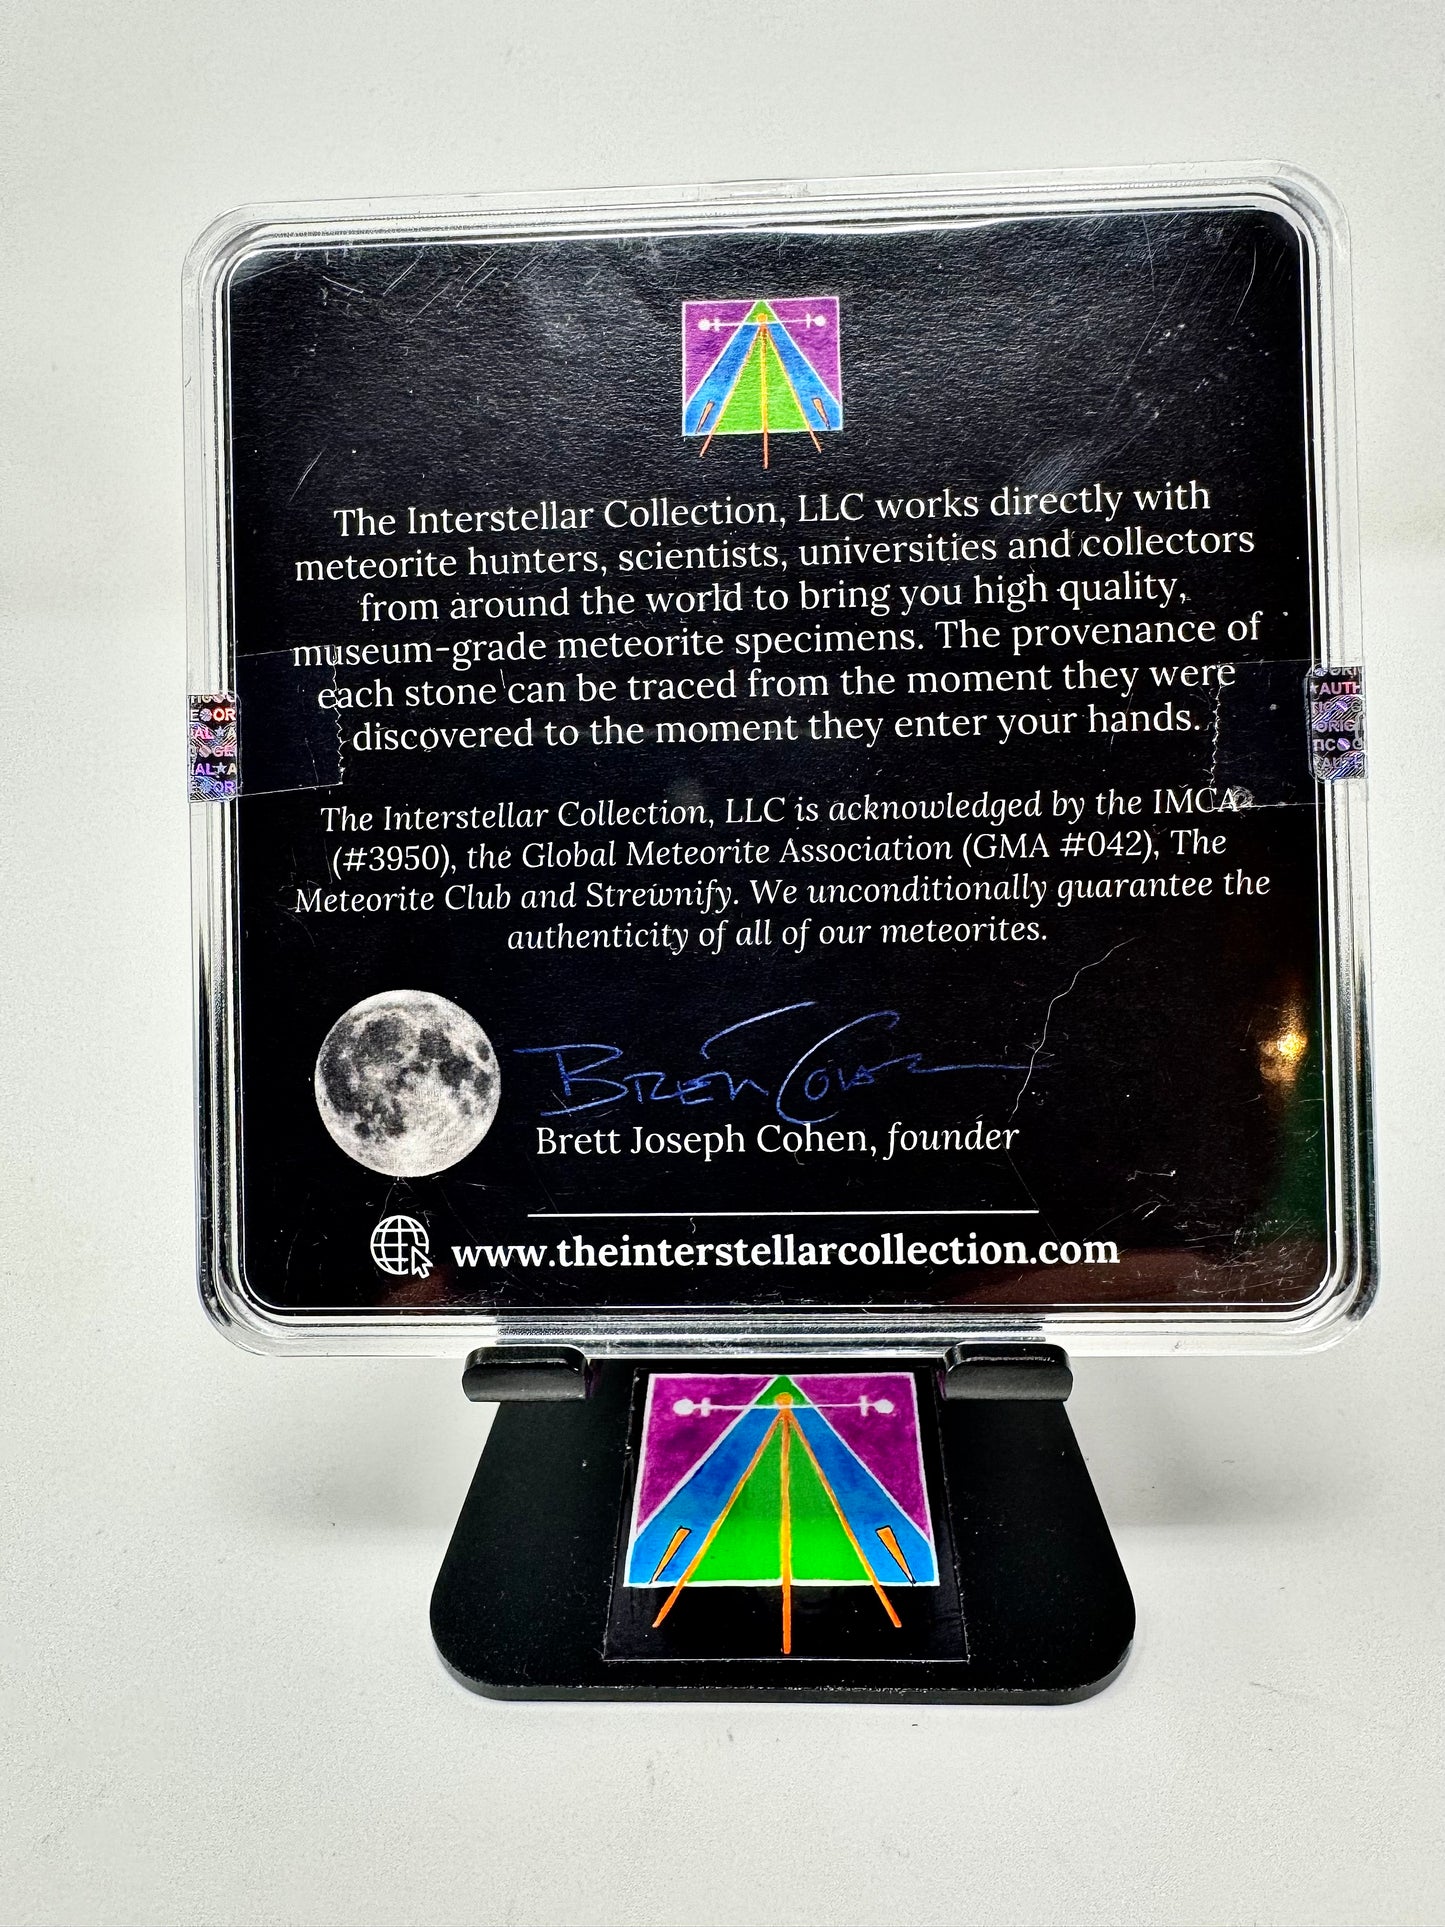 The Interstellar Collection, LLC works directly with
meteorite hunters, scientists, universities and collectors
from around the world to bring you high quality,
museum-grade meteorite specimens. The provenance of
each stone can be traced from the moment they were
discovered to the moment they enter your hands.
The Interstellar Collection, LLC is acknowledged by the IMCA
(#3950), the Global Meteorite Association (GMA #042), The
Meteorite Club and Strewnify. We unconditionally guarantee the
authenticity of all of our meteorites.
Brett Cohen
Brett Joseph Cohen, founder
www.theinterstellarcollection.com